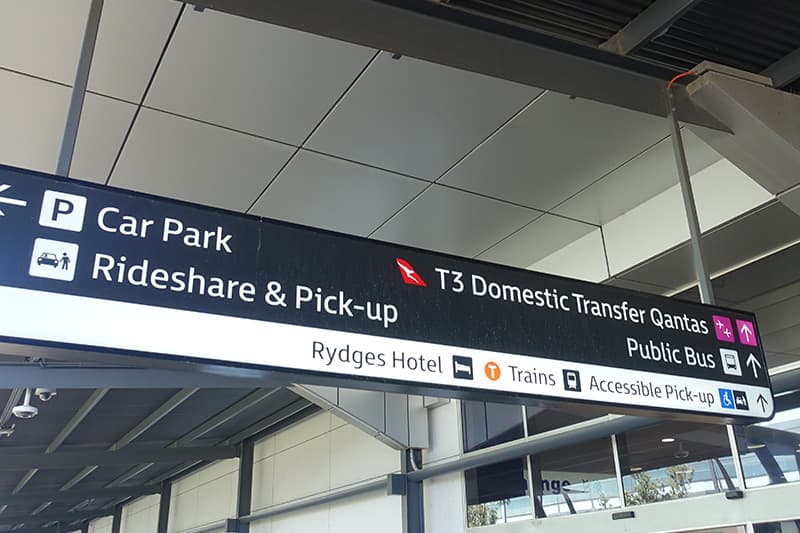 P Car Park
Rideshare & Pick-up
T3 Domestic Transfer Qantas
Public Bus
Rydges Hotel T Trains Accessible Pick-up